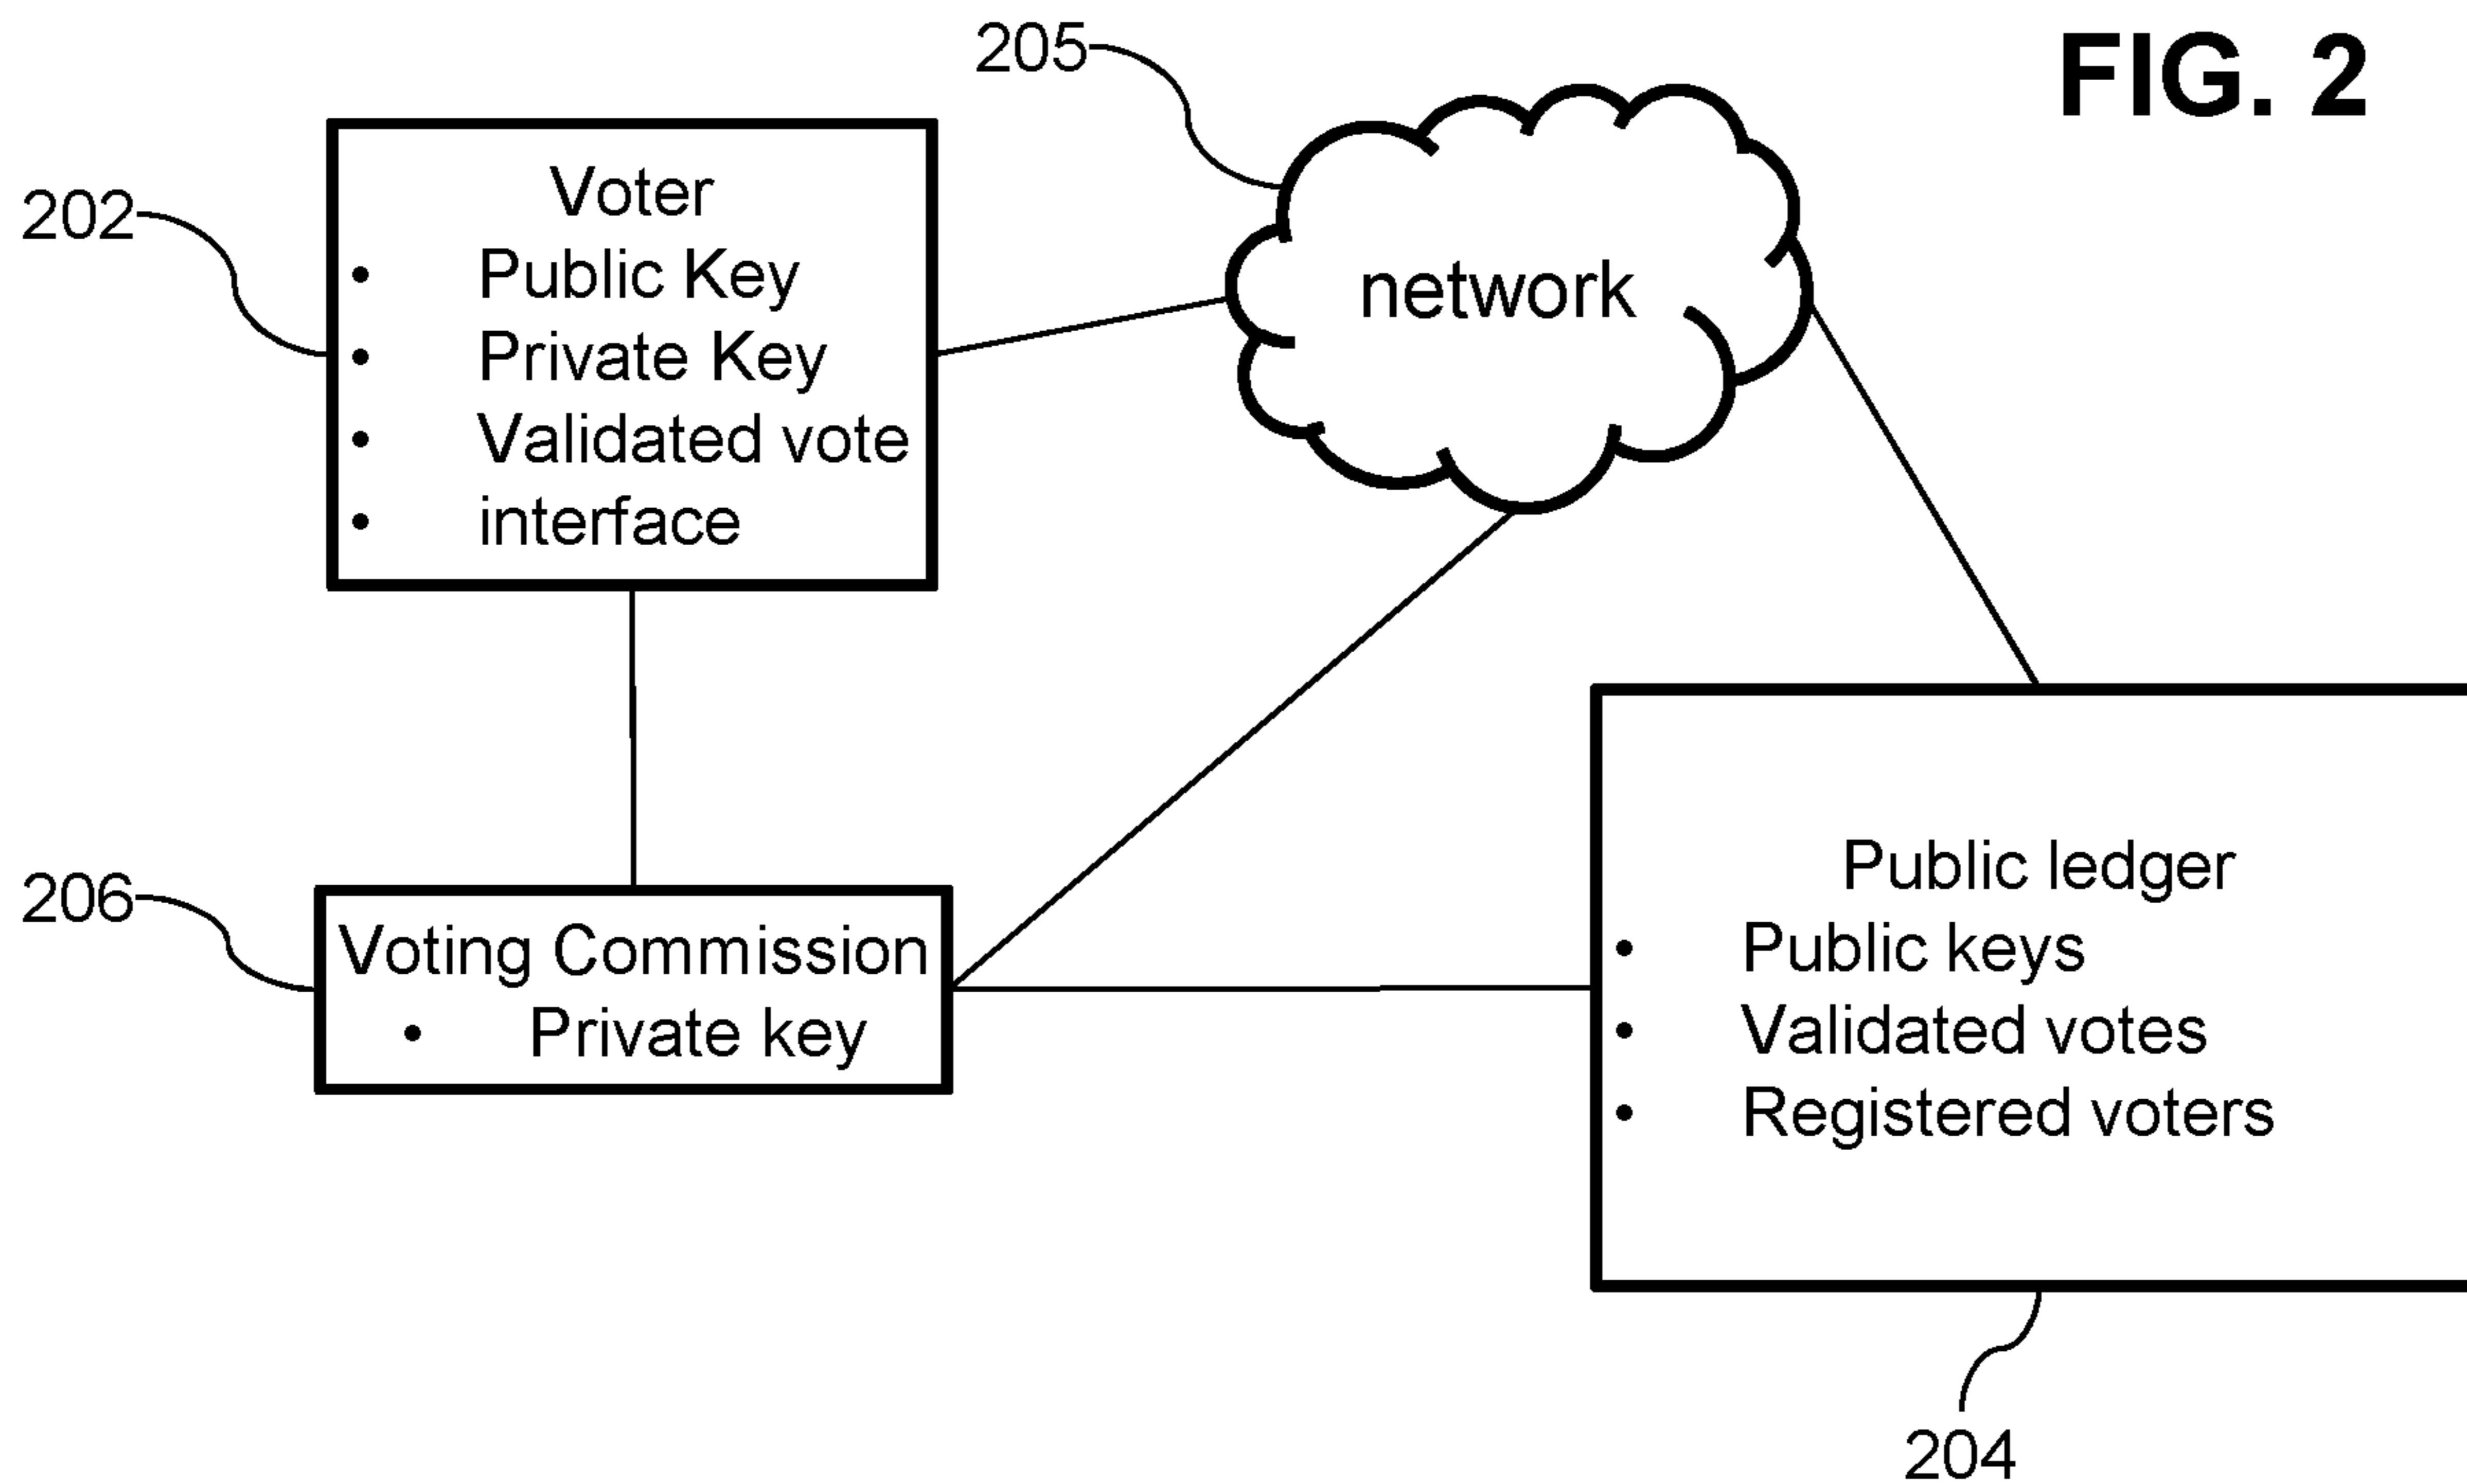 FIG. 2
205
202
Voter
• Public Key
• Private Key
• Validated vote
• interface
network
206
Voting Commission
• Private key
Public ledger
• Public keys
• Validated votes
• Registered voters
204